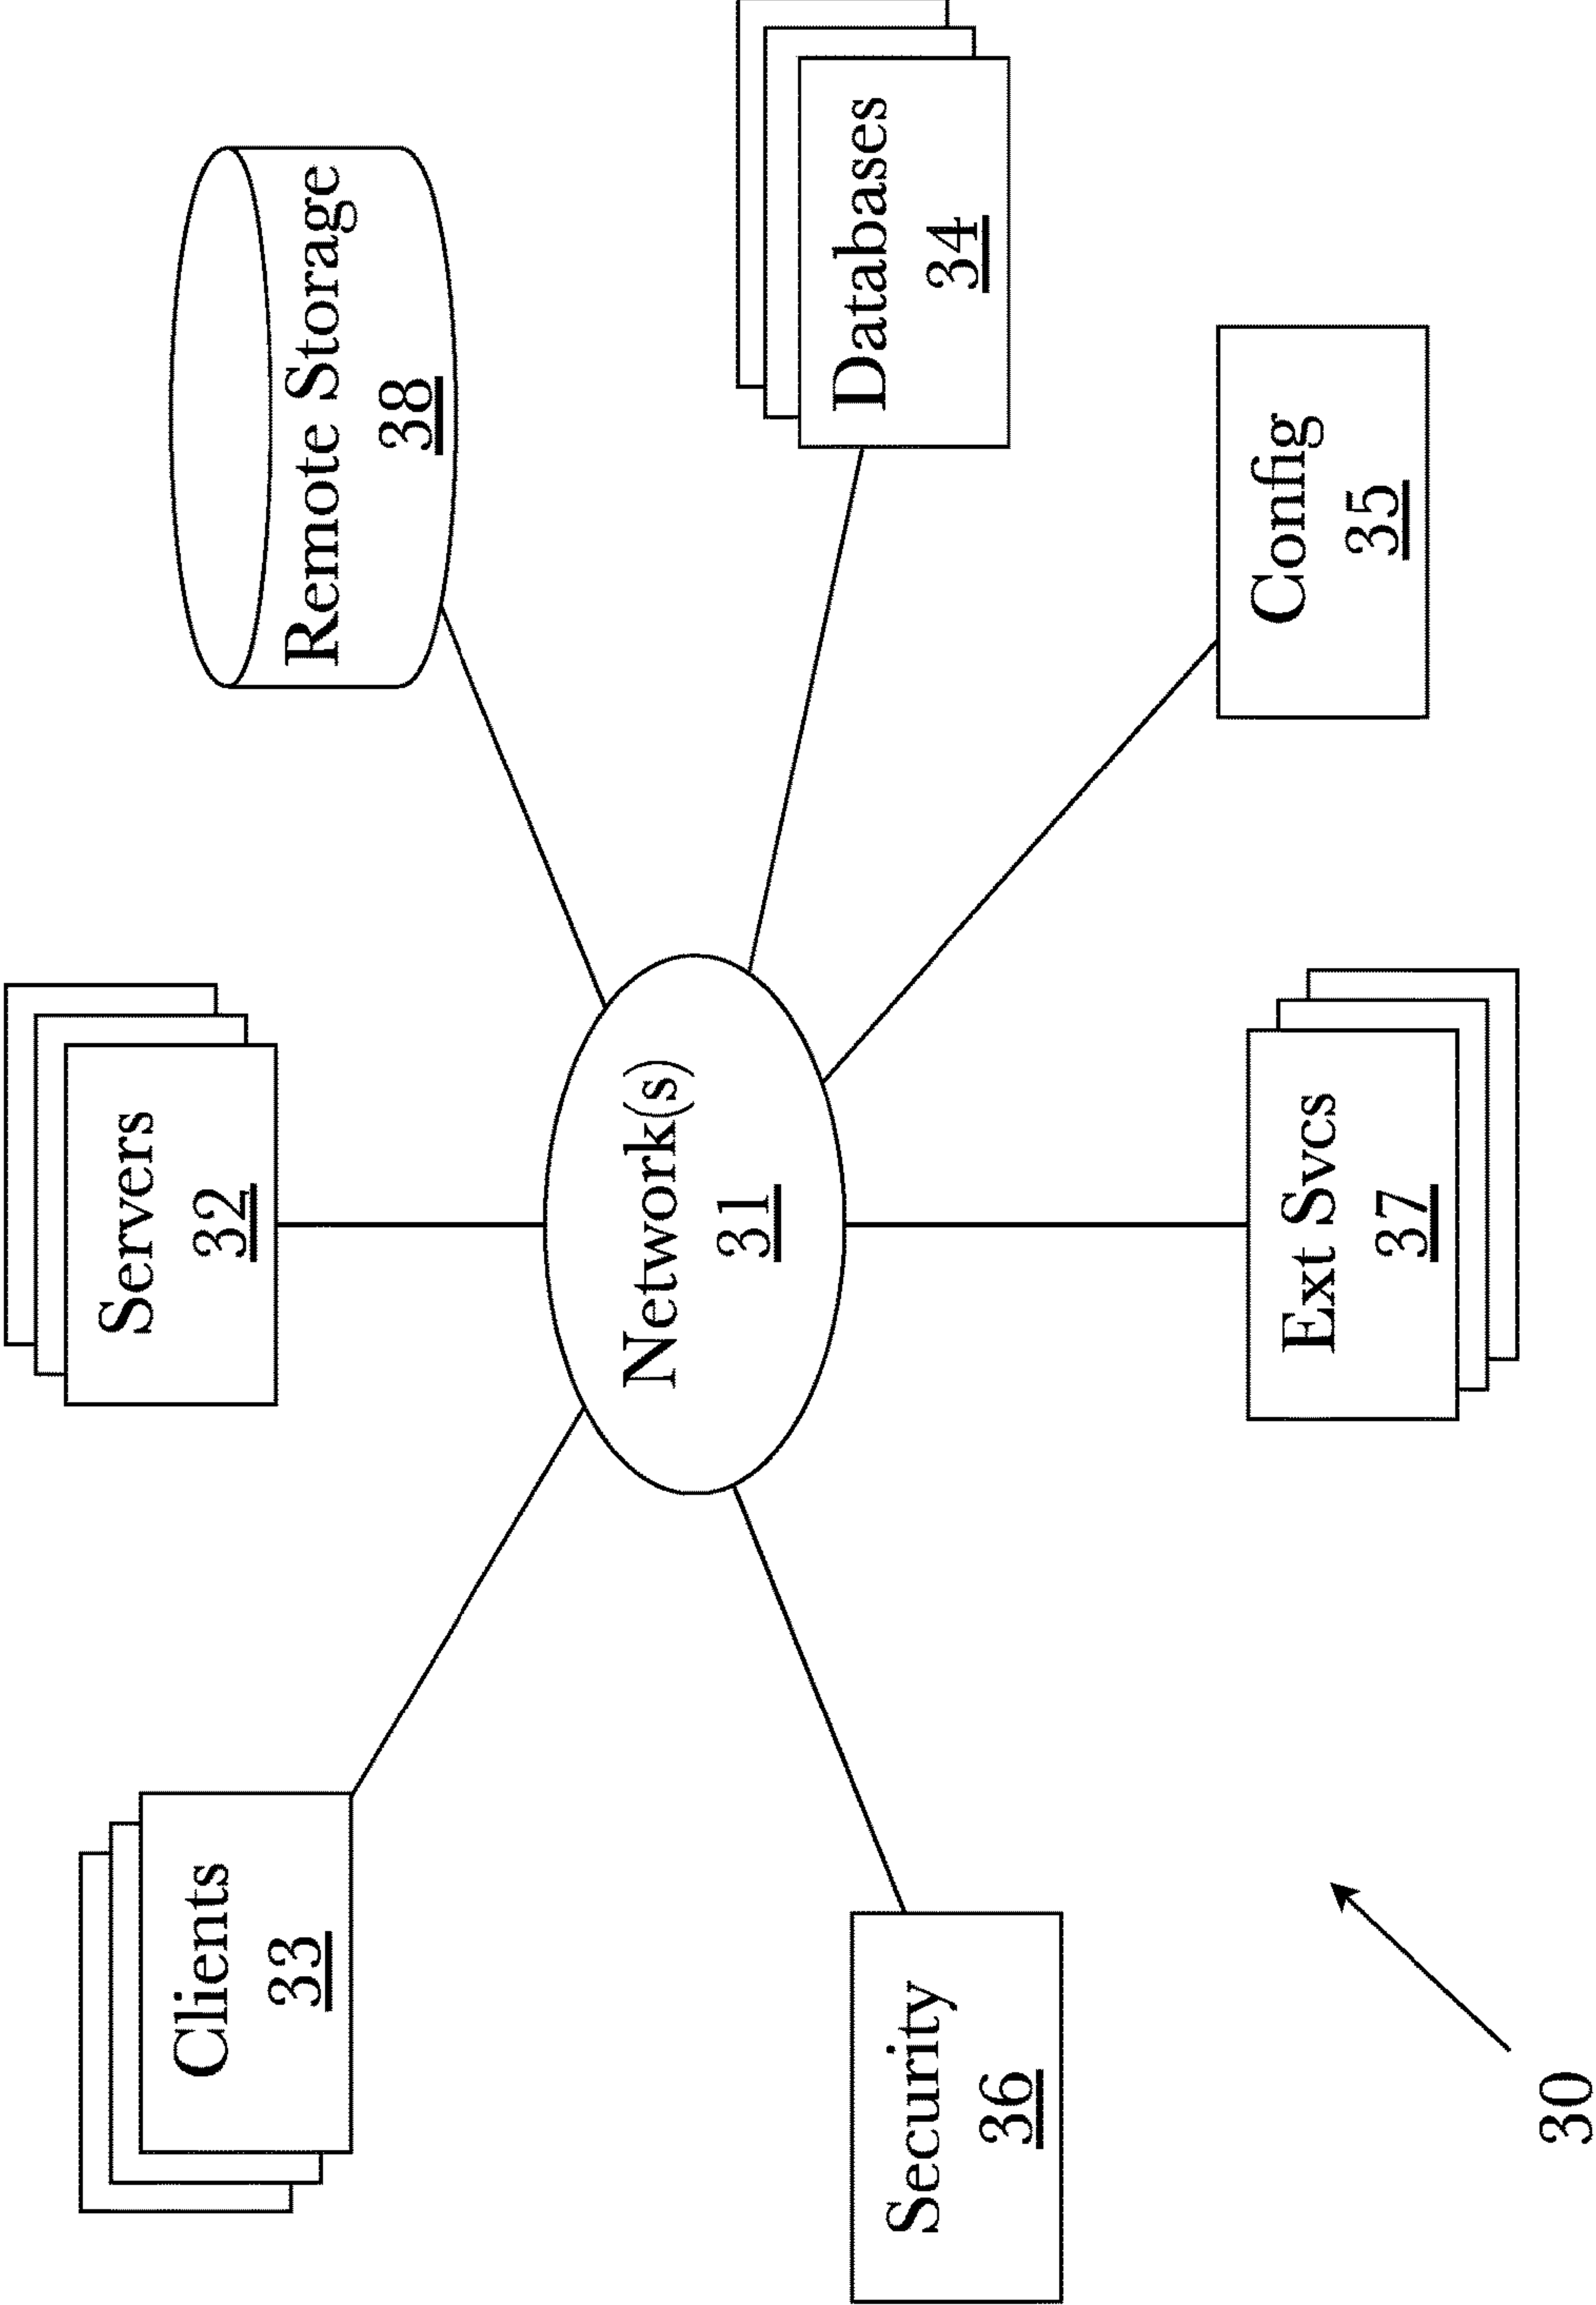 Servers
32
Clients
33
Remote Storage
38
Network(s)
31
Databases
34
Security
36
Ext Svcs
37
Config
35
30